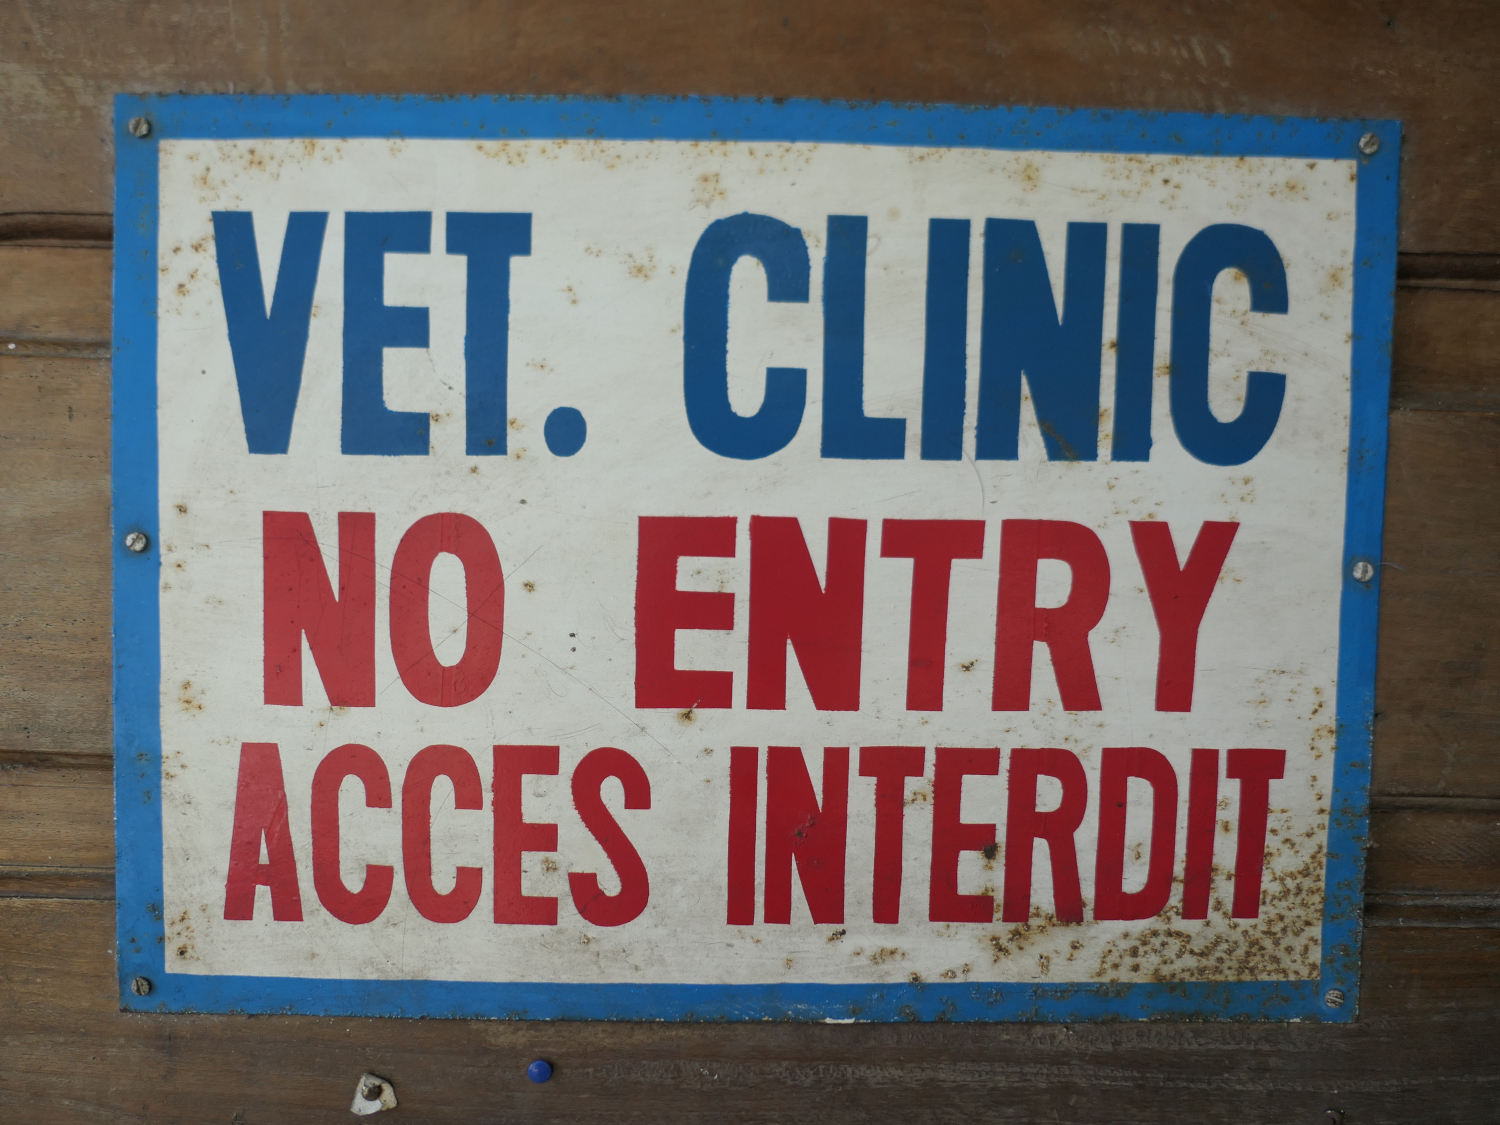 VET. CLINIC
NO ENTRY
ACCES INTERDIT